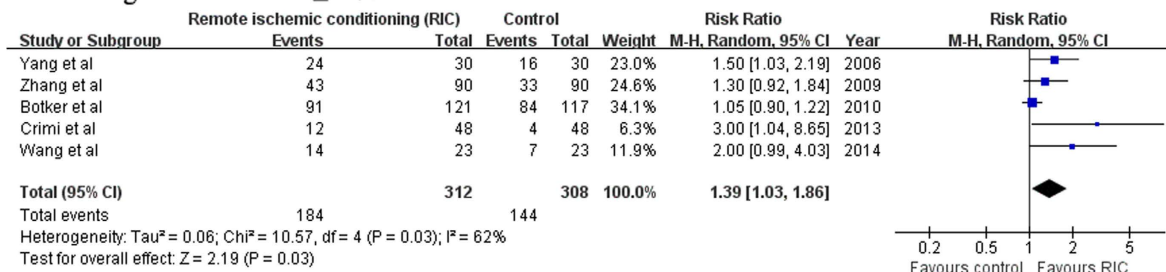 Remote ischemic conditioning (RIC) Control Risk Ratio Risk Ratio
Study or Subgroup Events Total Events Total Weight M-H, Random, 95% CI Year M-H, Random, 95% CI
Yang et al 24 30 16 30 23.0% 1.50 [1.03, 2.19] 2006
Zhang et al 43 90 33 90 24.6% 1.30 [0.92, 1.84] 2009
Botker et al 91 121 84 117 34.1% 1.05 [0.90, 1.22] 2010
Crimi et al 12 48 4 48 6.3% 3.00 [1.04, 8.65] 2013
Wang et al 14 23 7 23 11.9% 2.00 [0.99, 4.03] 2014
Total (95% CI) 312 308 100.0% 1.39 [1.03, 1.86]
Total events 184 144
Heterogeneity: Tau² = 0.06; Chi² = 10.57, df = 4 (P = 0.03); I² = 62%
Test for overall effect: Z = 2.19 (P = 0.03)
0.2 0.5 1 2 5
Favours control Favours RIC